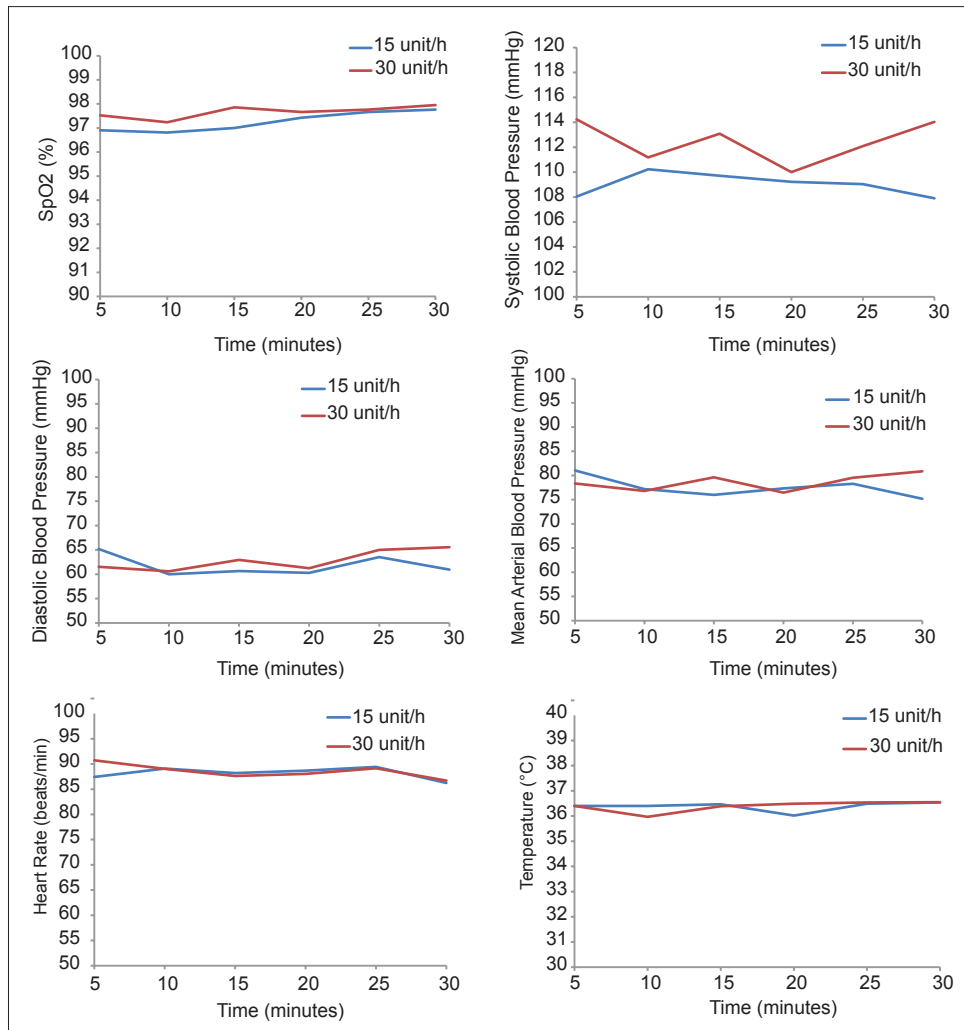 15 unit/h
30 unit/h
SpO2 (%)
100
99
98
97
96
95
94
93
92
91
90
5 10 15 20 25 30
Time (minutes)
15 unit/h
30 unit/h
Systolic Blood Pressure (mmHg)
120
118
116
114
112
110
108
106
104
102
100
5 10 15 20 25 30
Time (minutes)
15 unit/h
30 unit/h
Diastolic Blood Pressure (mmHg)
100
95
90
85
80
75
70
65
60
55
50
5 10 15 20 25 30
Time (minutes)
15 unit/h
30 unit/h
Mean Arterial Blood Pressure (mmHg)
100
95
90
85
80
75
70
65
60
55
50
5 10 15 20 25 30
Time (minutes)
15 unit/h
30 unit/h
Heart Rate (beats/min)
100
95
90
85
80
75
70
65
60
55
50
5 10 15 20 25 30
Time (minutes)
15 unit/h
30 unit/h
Temperature (°C)
40
39
38
37
36
35
34
33
32
31
30
5 10 15 20 25 30
Time (minutes)